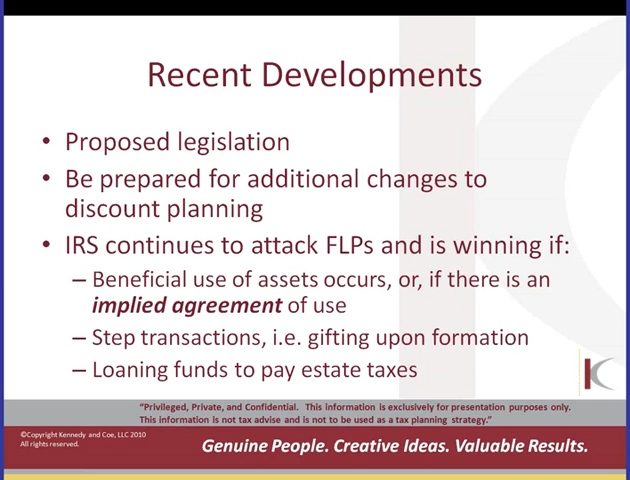 Recent Developments
• Proposed legislation
• Be prepared for additional changes to
discount planning
• IRS continues to attack FLPs and is winning if:
– Beneficial use of assets occurs, or, if there is an
implied agreement of use
– Step transactions, i.e. gifting upon formation
– Loaning funds to pay estate taxes
K
“Privileged, Private, and Confidential. This information is exclusively for presentation purposes only.
This information is not tax advise and is not to be used as a tax planning strategy.”
©Copyright Kennedy and Coe, LLC 2010
All rights reserved.
Genuine People. Creative Ideas. Valuable Results.